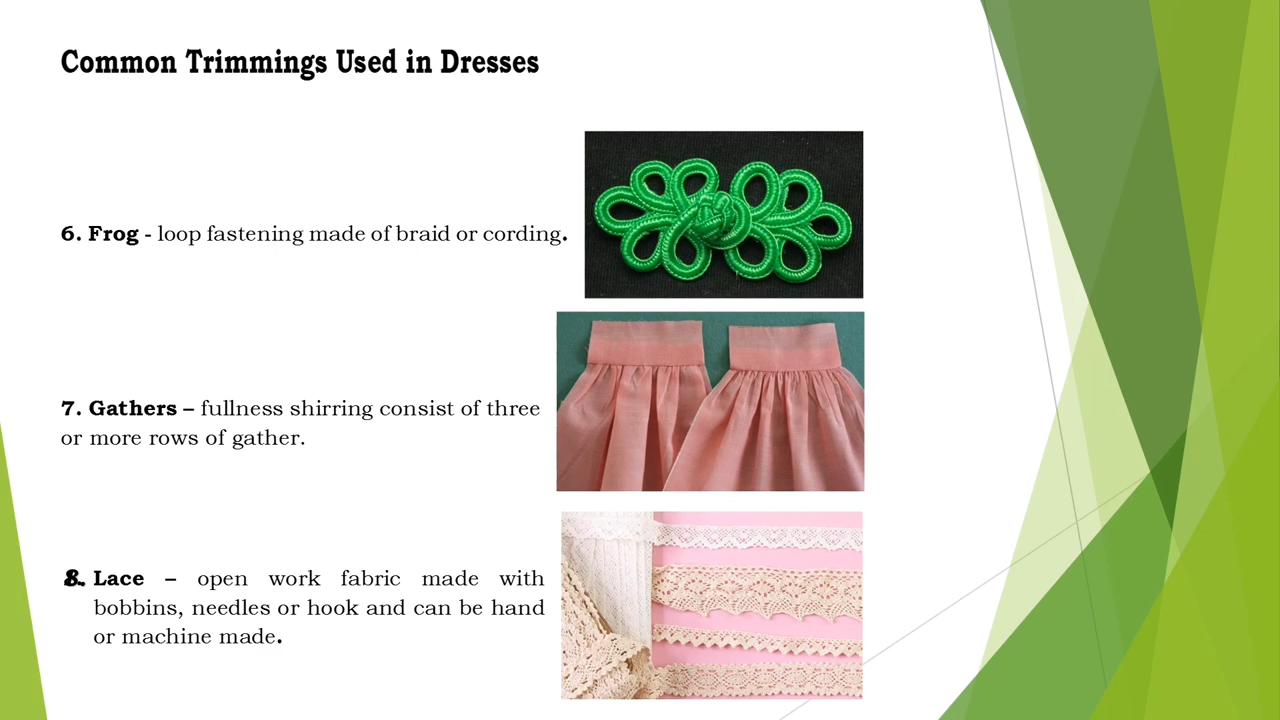 Common Trimmings Used in Dresses
6. Frog - loop fastening made of braid or cording.
7. Gathers – fullness shirring consist of three
or more rows of gather.
8. Lace – open work fabric made with
bobbins, needles or hook and can be hand
or machine made.